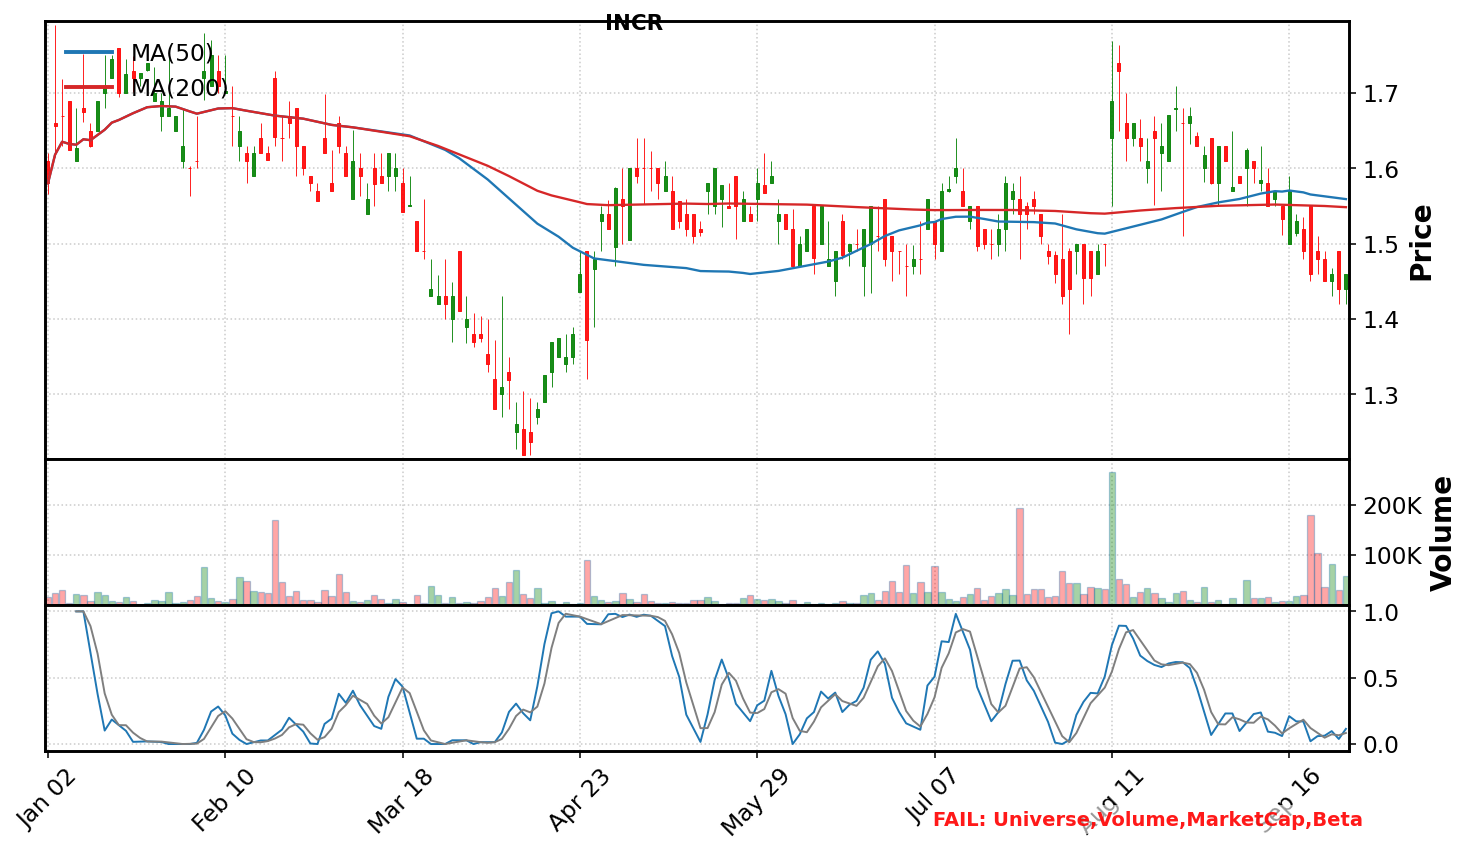 INCR
MA(50)
MA(200)
1.7
1.6
1.5
1.4
1.3
Price
200K
100K
Volume
1.0
0.5
0.0
Jan 02
Feb 10
Mar 18
Apr 23
May 29
Jul 07
Aug 11
Sep 16
FAIL: Universe,Volume,MarketCap,Beta